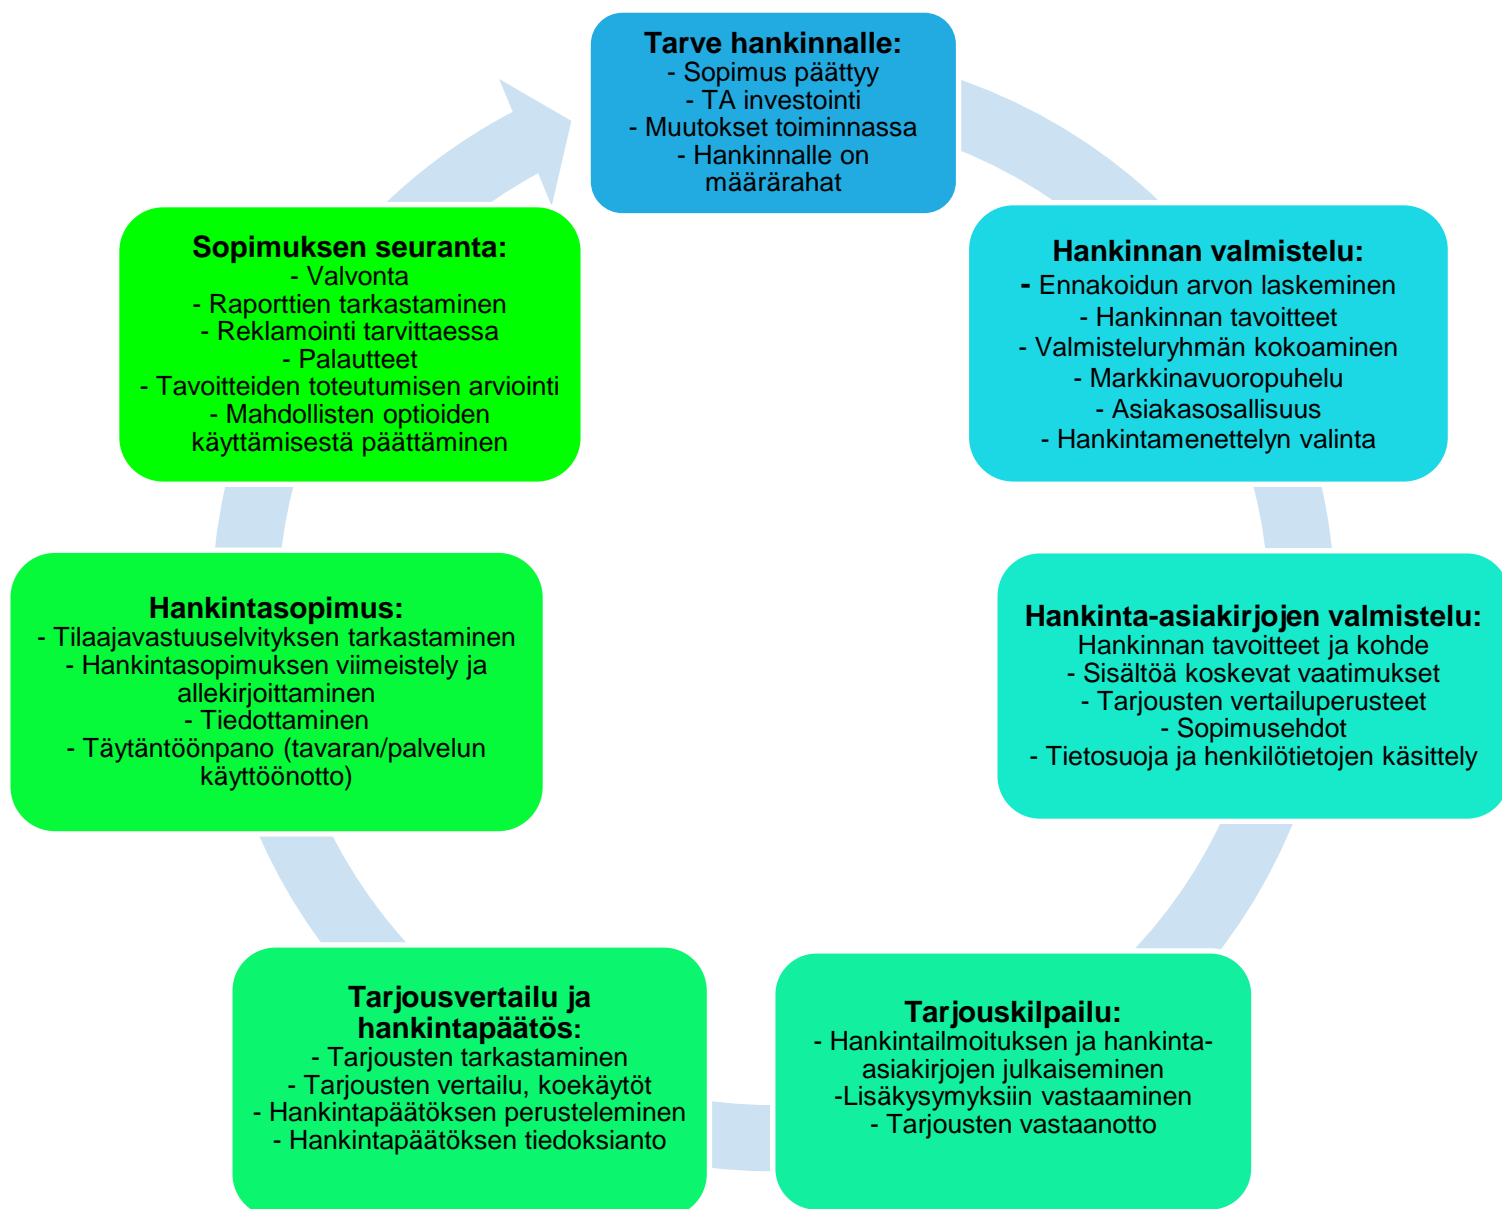 Tarve hankinnalle:
- Sopimus päättyy
- TA investointi
- Muutokset toiminnassa
- Hankinnalle on
määrärahat
Hankinnan valmistelu:
- Ennakoidun arvon laskeminen
- Hankinnan tavoitteet
- Valmisteluryhmän kokoaminen
- Markkinavuoropuhelu
- Asiakasosallisuus
- Hankintamenettelyn valinta
Hankinta-asiakirjojen valmistelu:
Hankinnan tavoitteet ja kohde
- Sisältöä koskevat vaatimukset
- Tarjousten vertailuperusteet
- Sopimusehdot
- Tietosuoja ja henkilötietojen käsittely
Tarjouskilpailu:
- Hankintailmoituksen ja hankinta-
asiakirjojen julkaiseminen
-Lisäkysymyksiin vastaaminen
- Tarjousten vastaanotto
Tarjousvertailu ja
hankintapäätös:
- Tarjousten tarkastaminen
- Tarjousten vertailu, koekäytöt
- Hankintapäätöksen perusteleminen
- Hankintapäätöksen tiedoksianto
Hankintasopimus:
- Tilaajavastuuselvityksen tarkastaminen
- Hankintasopimuksen viimeistely ja
allekirjoittaminen
- Tiedottaminen
- Täytäntöönpano (tavaran/palvelun
käyttöönotto)
Sopimuksen seuranta:
- Valvonta
- Raporttien tarkastaminen
- Reklamointi tarvittaessa
- Palautteet
- Tavoitteiden toteutumisen arviointi
- Mahdollisten optioiden
käyttämisestä päättäminen